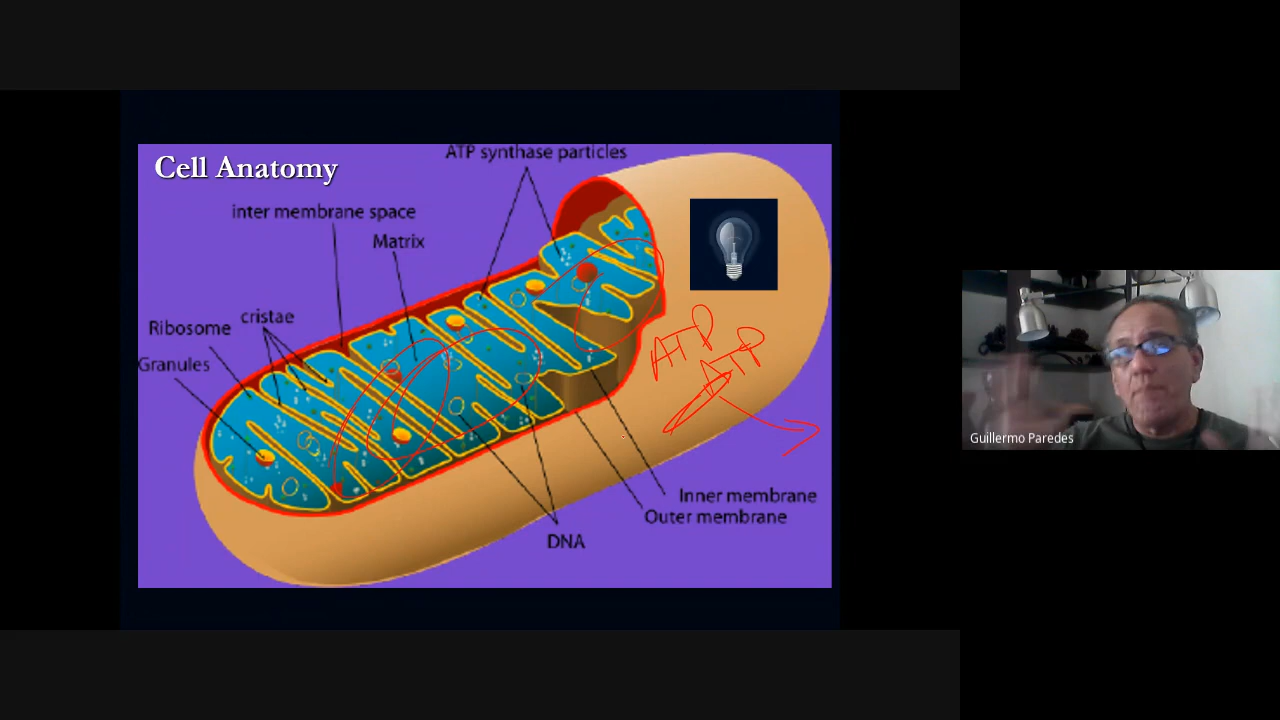 Cell Anatomy
ATP synthase particles
inter membrane space
Matrix
cristae
Ribosome
Granules
ATP
ATP
Inner membrane
Outer membrane
DNA
Guillermo Paredes